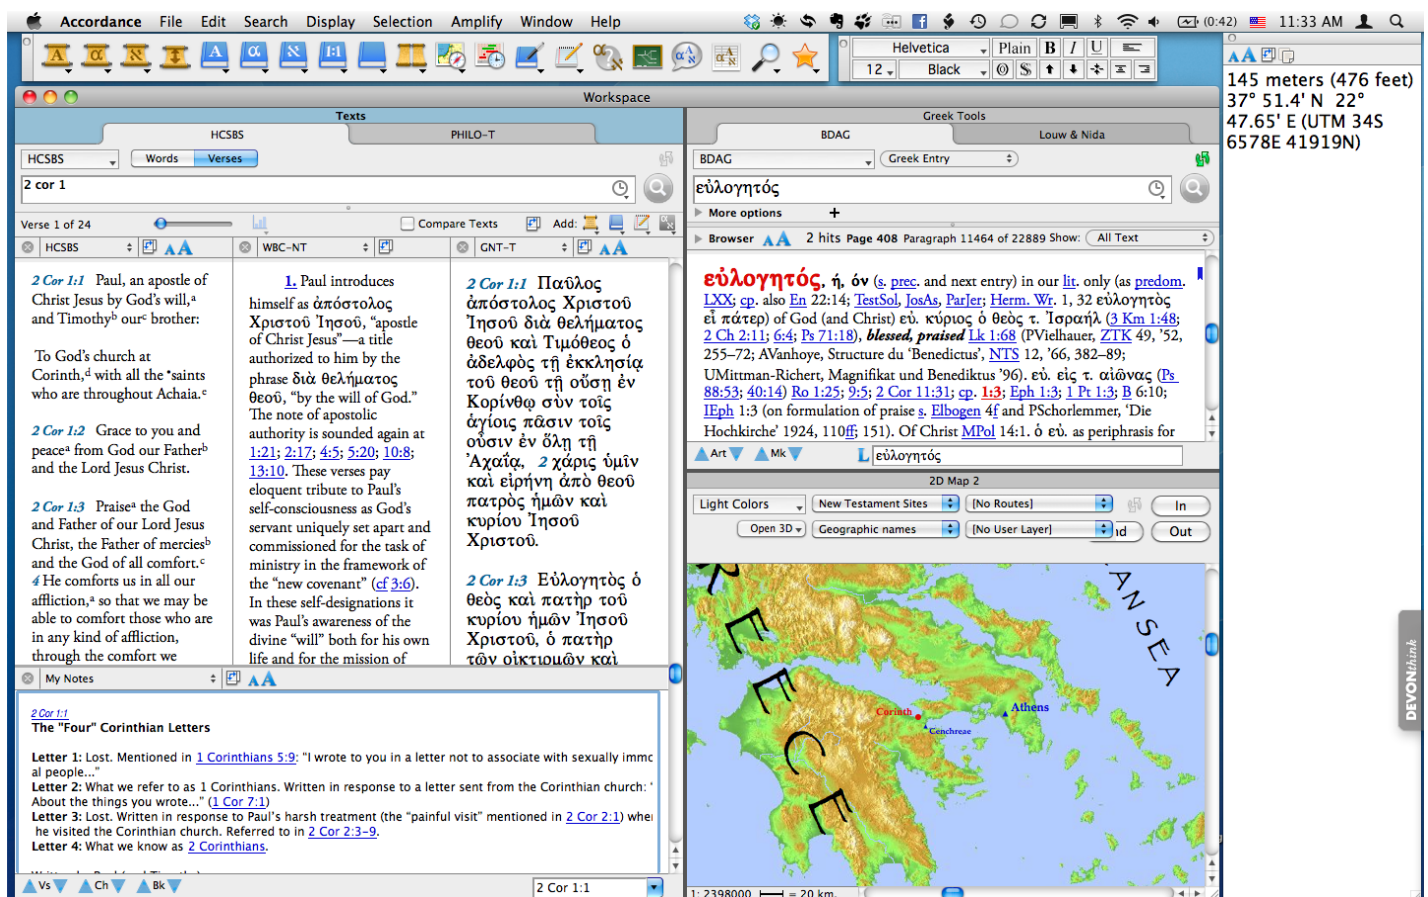 Accordance File Edit Search Display Selection Amplify Window Help (0:42) 11:33 AM
A α א A α א 1:1
Helvetica Plain B I U
12 Black
145 meters (476 feet)
37° 51.4' N 22°
47.65' E (UTM 34S
6578E 41919N)
Workspace
Texts
HCSBS PHILO-T
HCSBS Words Verses
2 cor 1
Verse 1 of 24 Compare Texts Add:
HCSBS WBC-NT GNT-T
2 Cor 1:1 Paul, an apostle of
Christ Jesus by God's will,ᵃ
and Timothyᵇ ourᶜ brother:
To God's church at
Corinth,ᵈ with all the •saints
who are throughout Achaia.ᵉ
2 Cor 1:2 Grace to you and
peaceᵃ from God our Fatherᵇ
and the Lord Jesus Christ.
2 Cor 1:3 Praiseᵃ the God
and Father of our Lord Jesus
Christ, the Father of merciesᵇ
and the God of all comfort.ᶜ
4 He comforts us in all our
affliction,ᵃ so that we may be
able to comfort those who are
in any kind of affliction,
through the comfort we
1. Paul introduces
himself as ἀπόστολος
Χριστοῦ Ἰησοῦ, “apostle
of Christ Jesus”—a title
authorized to him by the
phrase διὰ θελήματος
θεοῦ, “by the will of God.”
The note of apostolic
authority is sounded again at
1:21; 2:17; 4:5; 5:20; 10:8;
13:10. These verses pay
eloquent tribute to Paul's
self-consciousness as God's
servant uniquely set apart and
commissioned for the task of
ministry in the framework of
the “new covenant” (cf 3:6).
In these self-designations it
was Paul's awareness of the
divine “will” both for his own
life and for the mission of
2 Cor 1:1 Παῦλος
ἀπόστολος Χριστοῦ
Ἰησοῦ διὰ θελήματος
θεοῦ καὶ Τιμόθεος ὁ
ἀδελφὸς τῇ ἐκκλησίᾳ
τοῦ θεοῦ τῇ οὔσῃ ἐν
Κορίνθῳ σὺν τοῖς
ἁγίοις πᾶσιν τοῖς
οὖσιν ἐν ὅλῃ τῇ
Ἀχαΐᾳ, 2 χάρις ὑμῖν
καὶ εἰρήνη ἀπὸ θεοῦ
πατρὸς ἡμῶν καὶ
κυρίου Ἰησοῦ
Χριστοῦ.
2 Cor 1:3 Εὐλογητὸς ὁ
θεὸς καὶ πατὴρ τοῦ
κυρίου ἡμῶν Ἰησοῦ
Χριστοῦ, ὁ πατὴρ
τῶν οἰκτιρμῶν καὶ
My Notes
2 Cor 1:1
The "Four" Corinthian Letters
Letter 1: Lost. Mentioned in 1 Corinthians 5:9: "I wrote to you in a letter not to associate with sexually immo
al people..."
Letter 2: What we refer to as 1 Corinthians. Written in response to a letter sent from the Corinthian church: "
About the things you wrote..." (1 Cor 7:1)
Letter 3: Lost. Written in response to Paul's harsh treatment (the "painful visit" mentioned in 2 Cor 2:1) when
he visited the Corinthian church. Referred to in 2 Cor 2:3-9.
Letter 4: What we know as 2 Corinthians.
Vs Ch Bk 2 Cor 1:1
Greek Tools
BDAG Louw & Nida
BDAG Greek Entry
εὐλογητός
More options +
Browser 2 hits Page 408 Paragraph 11464 of 22889 Show: All Text
εὐλογητός, ή, όν (s. prec. and next entry) in our lit. only (as predom.
LXX; cp. also En 22:14; TestSol, JosAs, ParJer; Herm. Wr. 1, 32 εὐλογητὸς
εἶ πάτερ) of God (and Christ) εὐ. κύριος ὁ θεὸς τ. Ἰσραήλ (3 Km 1:48;
2 Ch 2:11; 6:4; Ps 71:18), blessed, praised Lk 1:68 (PVielhauer, ZTK 49, ’52,
255–72; AVanhoye, Structure du ‘Benedictus’, NTS 12, ’66, 382–89;
UMittman-Richert, Magnifikat und Benediktus ’96). εὐ. εἰς τ. αἰῶνας (Ps
88:53; 40:14) Ro 1:25; 9:5; 2 Cor 11:31; cp. 1:3; Eph 1:3; 1 Pt 1:3; B 6:10;
IEph 1:3 (on formulation of praise s. Elbogen 4f and PSchorlemmer, ‘Die
Hochkirche’ 1924, 110ff; 151). Of Christ MPol 14:1. ὁ εὐ. as periphrasis for
Art Mk L εὐλογητός
2D Map 2
Light Colors New Testament Sites [No Routes] In
Open 3D Geographic names [No User Layer] nd Out
REECE
AN SEA
Corinth
Athens
Cenchreae
1: 2398000 = 20 km.
DEVONthink